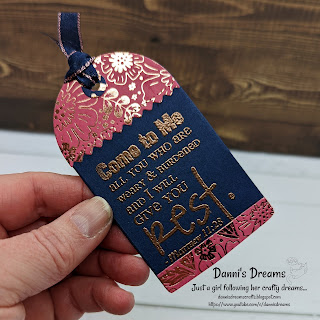 Come to Me
ALL YOU WHO ARE
WEARY & BURDENED
AND I WILL
GIVE YOU
Rest.
Matthew 11:28
Danni's Dreams
Just a girl following her crafty dreams...
dannisdreamscrafts.blogspot.com
https://www.youtube.com/c/dannisdreams